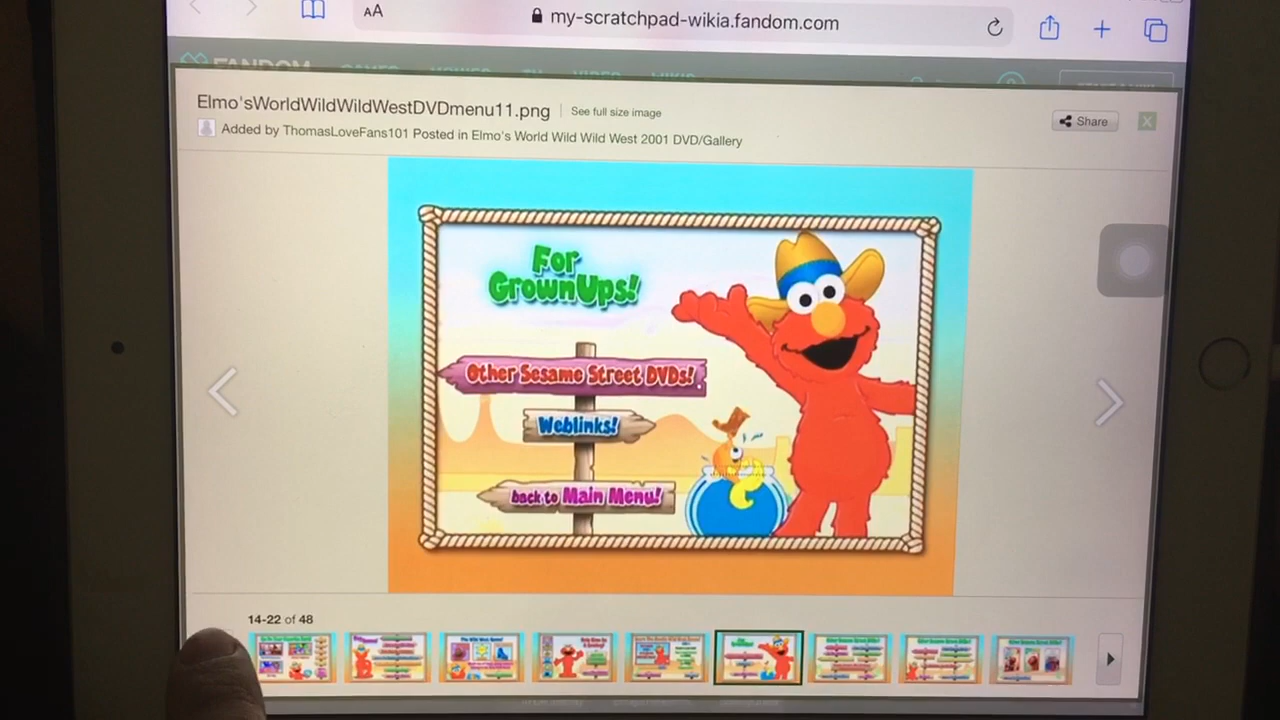 AA
my-scratchpad-wikia.fandom.com
FANDOM
Elmo'sWorldWildWildWestDVDmenu11.png
See full size image
Share
X
Added by ThomasLoveFans101 Posted in Elmo's World Wild Wild West 2001 DVD/Gallery
For
GrownUps!
Other Sesame Street DVDs!
Weblinks!
back to Main Menu!
14-22 of 48